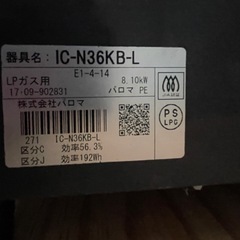 器具名：IC-N36KB-L
E1-4-14
LPガス用 8.10kW
17·09-902831 パロマ PE
株式会社パロマ
271 IC-N36KB-L
区分C 効率56.3%
区分J 効率192Wh
PS
LPG